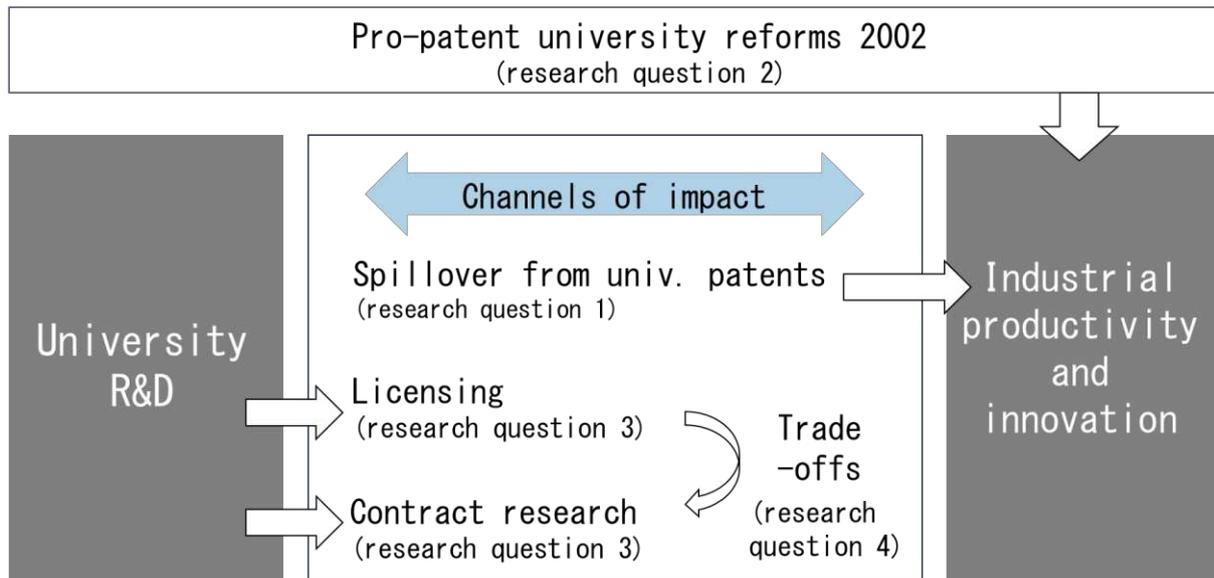 Pro-patent university reforms 2002
(research question 2)
University
R&D
Channels of impact
Spillover from univ. patents
(research question 1)
Licensing
(research question 3)
Contract research
(research question 3)
Trade
-offs
(research
question 4)
Industrial
productivity
and
innovation